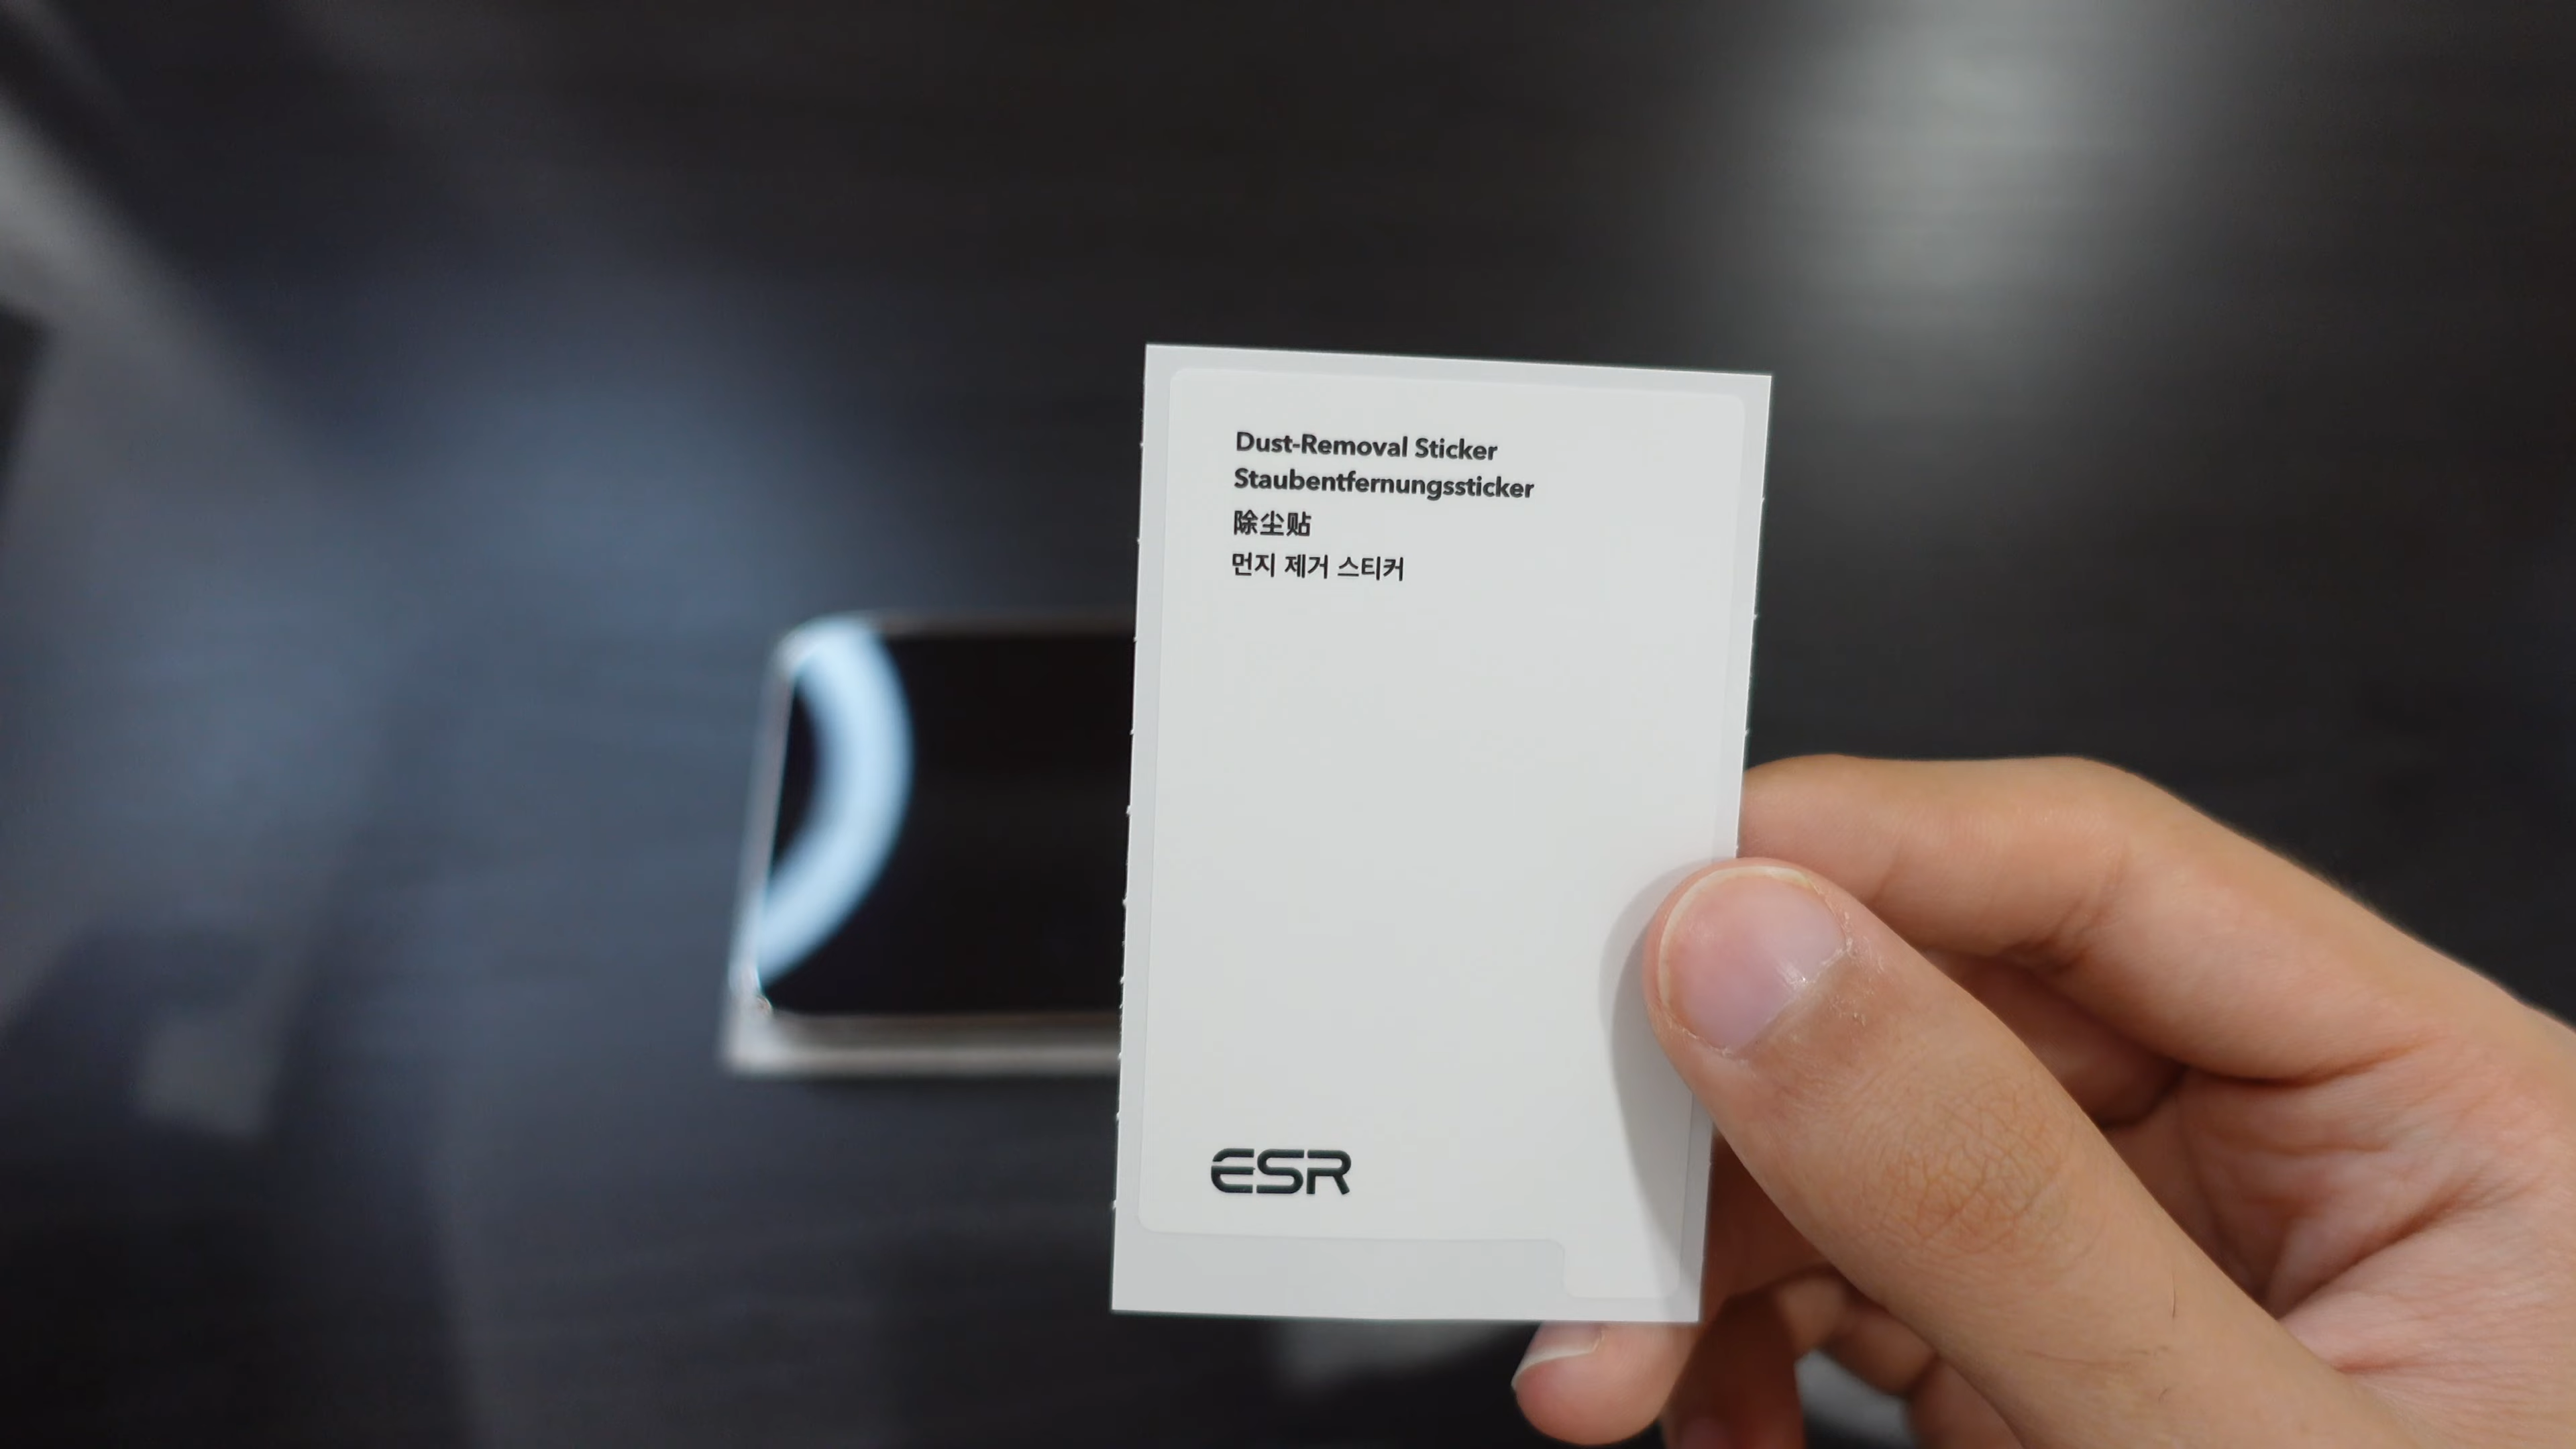 Dust-Removal Sticker
Staubentfernungssticker
除尘贴
먼지 제거 스티커
ESR